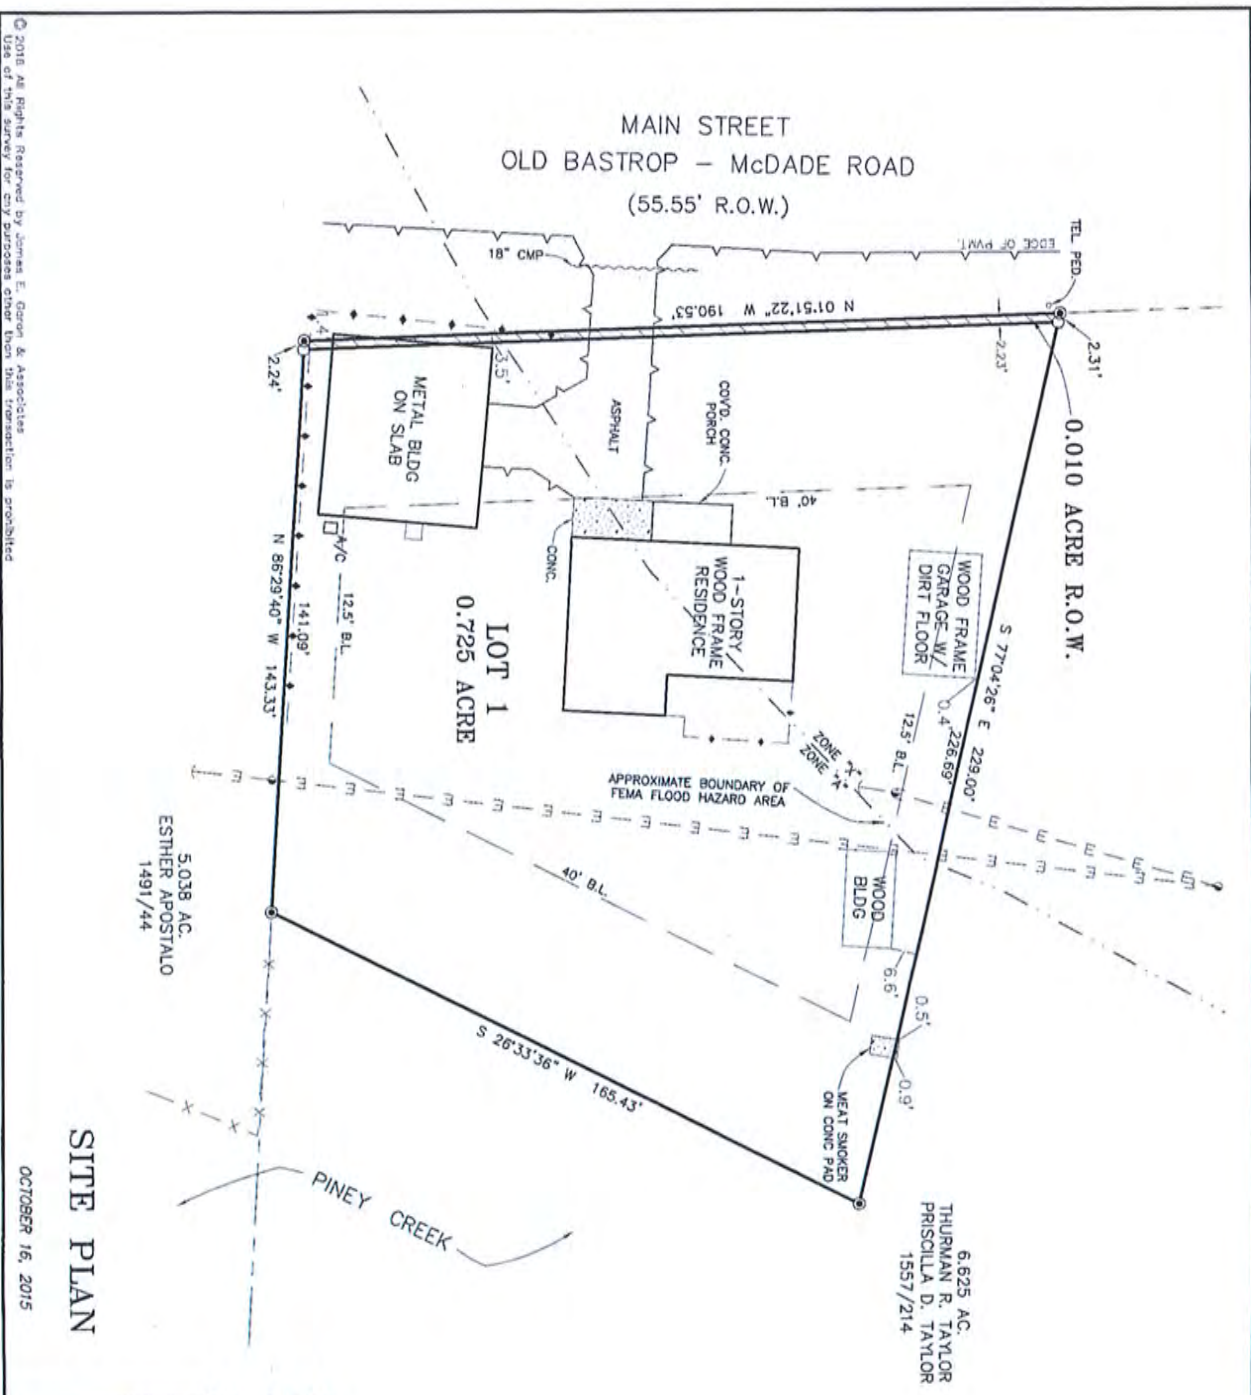 MAIN STREET
OLD BASTROP – McDADE ROAD
(55.55' R.O.W.)
TEL. PED.
EDGE OF PVMT.
18" CMP
N 01°51'22" W 190.53'
2.31'
2.23'
0.010 ACRE R.O.W.
1.4'
2.24'
3.5'
METAL BLDG
ON SLAB
ASPHALT
COV'D. CONC.
PORCH
40' B.L.
CONC.
A/C
12.5' B.L.
N 86°29'40" W 143.33'
141.09'
LOT 1
0.725 ACRE
1–STORY
WOOD FRAME
RESIDENCE
WOOD FRAME
GARAGE W/
DIRT FLOOR
S 77°04'26" E 229.00'
226.69'
0.4'
12.5' B.L.
ZONE "X"
ZONE "A"
APPROXIMATE BOUNDARY OF
FEMA FLOOD HAZARD AREA
E E E E E E E E E E E E E E E E
E E E E E E
WOOD
BLDG
40' B.L.
6.6'
0.5'
0.9'
MEAT SMOKER
ON CONC PAD
S 26°33'36" W 165.43'
5.038 AC.
ESTHER APOSTALO
1491/44
X X X X X X
PINEY CREEK
6.625 AC.
THURMAN R. TAYLOR
PRISCILLA D. TAYLOR
1557/214
SITE PLAN
OCTOBER 16, 2015
All Rights Reserved by James E. Garon & Associates
Use of this survey for any purposes other than this transaction is prohibited